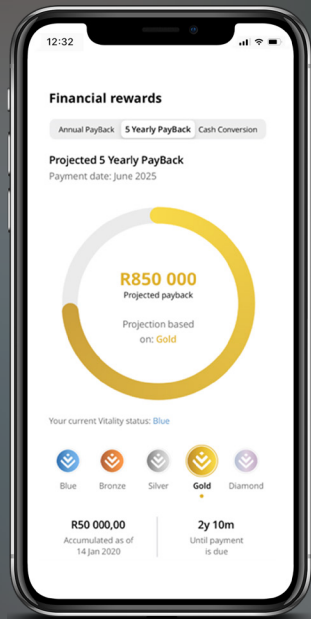 12:32
Financial rewards
Annual PayBack 5 Yearly PayBack Cash Conversion
Projected 5 Yearly PayBack
Payment date: June 2025
R850 000
Projected payback
Projection based
on: Gold
Your current Vitality status: Blue
Blue Bronze Silver Gold Diamond
R50 000,00 2y 10m
Accumulated as of Until payment
14 Jan 2020 is due